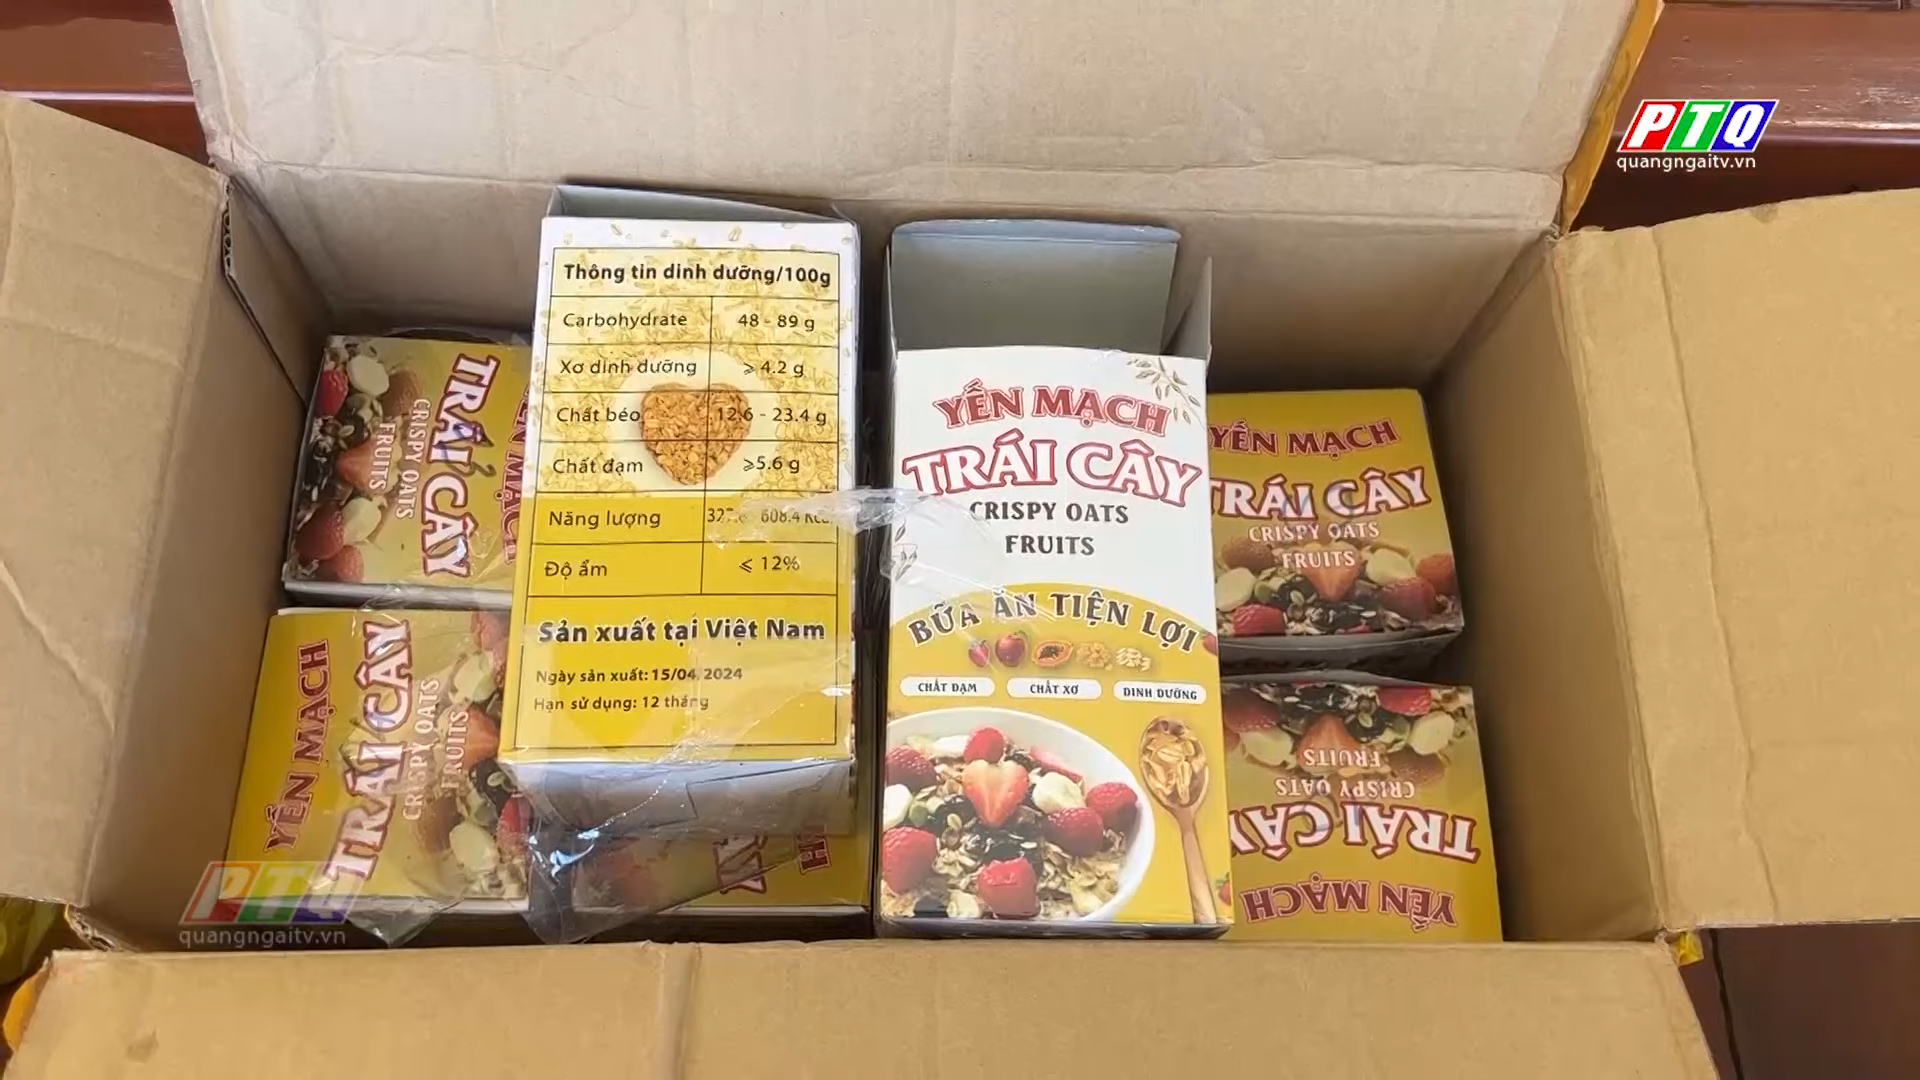 PTQ
quangngaitv.vn
Thông tin dinh dưỡng/100g
Carbohydrate 48 - 89 g
Xơ dinh dưỡng ⩾ 4.2 g
Chất béo 12.6 - 23.4 g
Chất đạm ⩾5.6 g
Năng lượng 608.4
Độ ẩm ⩽ 12%
Sản xuất tại Việt Nam
Ngày sản xuất: 15/04/2024
Hạn sử dụng: 12 tháng
YẾN MẠCH
TRÁI CÂY
CRISPY OATS
FRUITS
BỮA ĂN TIỆN LỢI
CHẤT ĐẠM
CHẤT XƠ
DINH DƯỠNG
TRÁI CÂY
CRISPY OATS
FRUITS
YẾN MẠCH
TRÁI CÂY
CRISPY OATS
FRUITS
YẾN MẠCH
TRÁI CÂY
CRISPY OATS
FRUITS
YẾN MẠCH
TRÁI CÂY
CRISPY OATS
FRUITS
PTQ
quangngaitv.vn